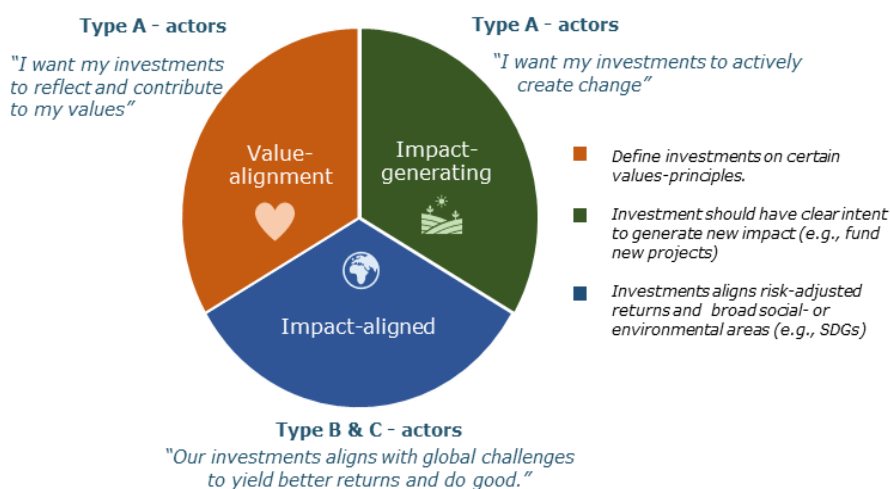 Type A - actors
“I want my investments
to reflect and contribute
to my values”
Type A - actors
“I want my investments to actively
create change”
Value-
alignment
Impact-
generating
Impact-aligned
Define investments on certain
values-principles.
Investment should have clear intent
to generate new impact (e.g., fund
new projects)
Investments aligns risk-adjusted
returns and broad social- or
environmental areas (e.g., SDGs)
Type B & C - actors
“Our investments aligns with global challenges
to yield better returns and do good.”